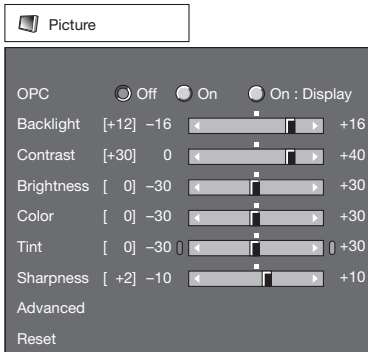 Picture
OPC Off On On : Display
Backlight [+12] –16 +16
Contrast [+30] 0 +40
Brightness [ 0] –30 +30
Color [ 0] –30 +30
Tint [ 0] –30 +30
Sharpness [ +2] –10 +10
Advanced
Reset